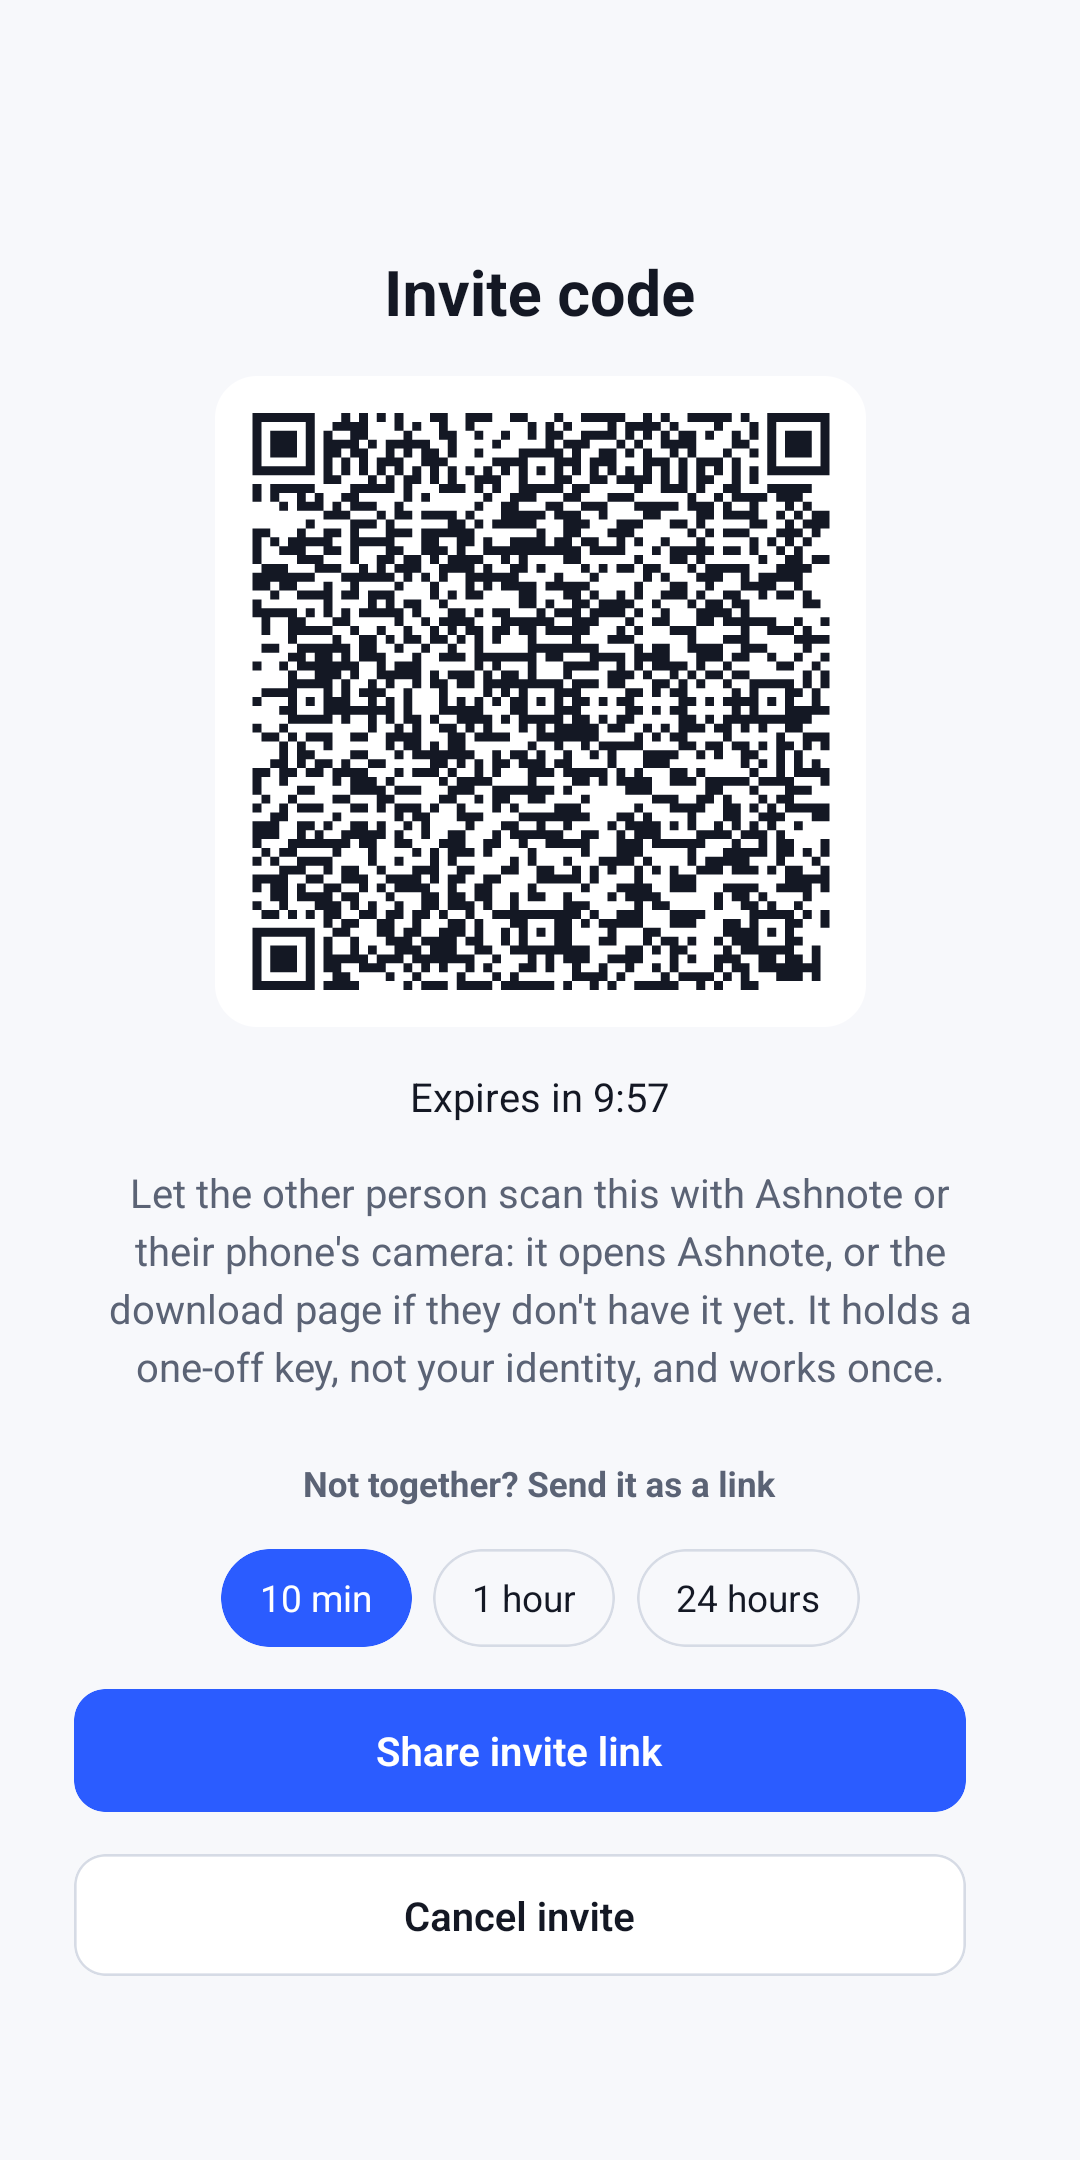 Invite code
Expires in 9:57
Let the other person scan this with Ashnote or
their phone's camera: it opens Ashnote, or the
download page if they don't have it yet. It holds a
one-off key, not your identity, and works once.
Not together? Send it as a link
10 min
1 hour
24 hours
Share invite link
Cancel invite